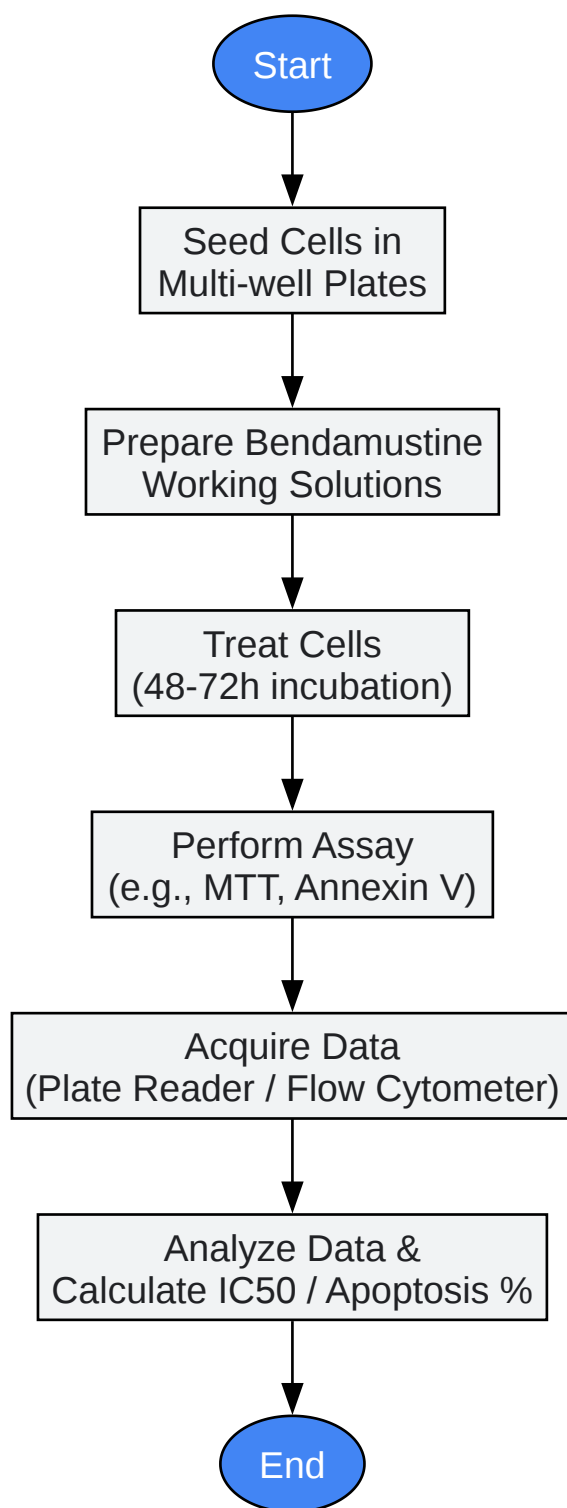 Start
Seed Cells in
Multi-well Plates
Prepare Bendamustine
Working Solutions
Treat Cells
(48-72h incubation)
Perform Assay
(e.g., MTT, Annexin V)
Acquire Data
(Plate Reader / Flow Cytometer)
Analyze Data &
Calculate IC50 / Apoptosis %
End